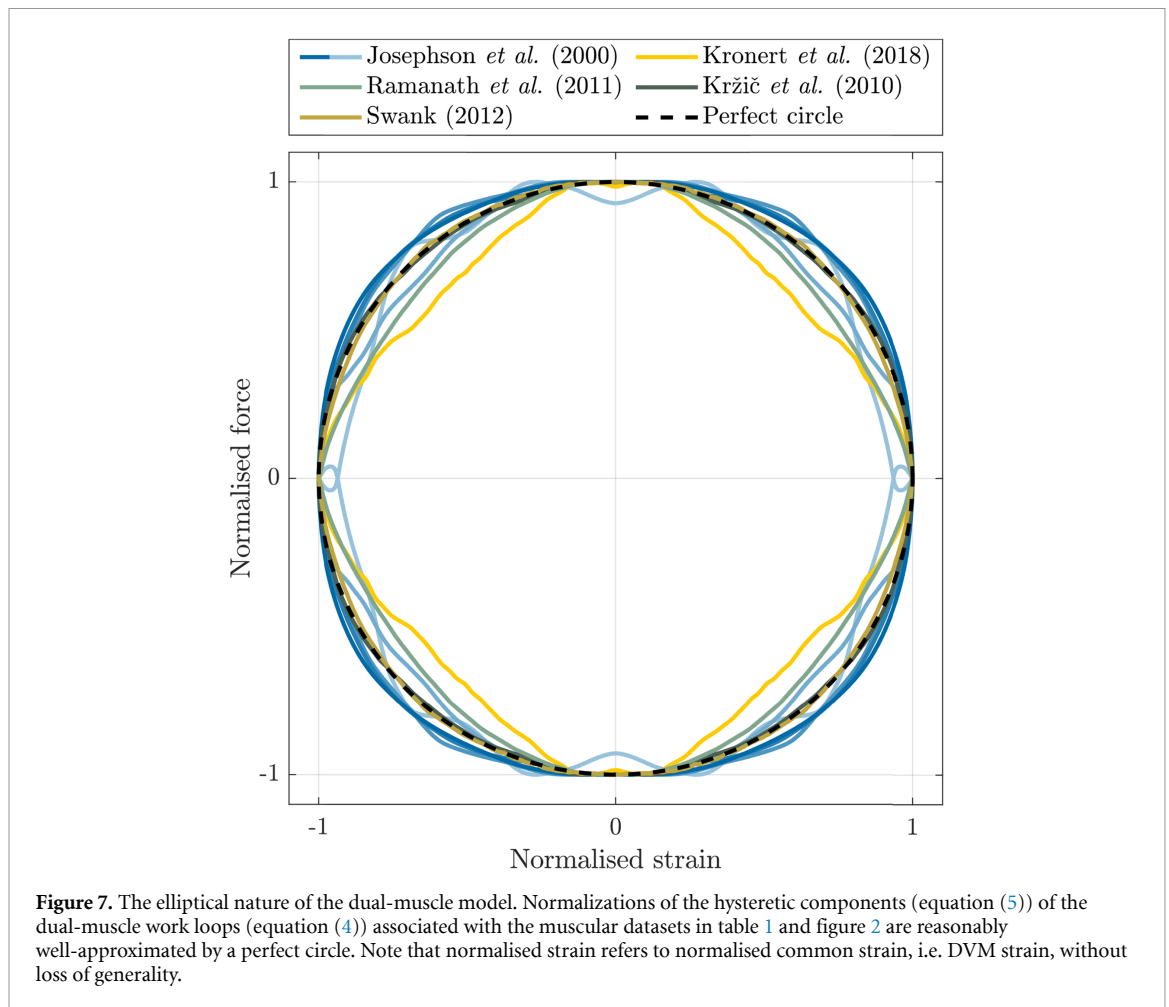 Josephson et al. (2000)
Kronert et al. (2018)
Ramanath et al. (2011)
Kržič et al. (2010)
Swank (2012)
Perfect circle
1
0
-1
Normalised force
-1
0
1
Normalised strain
Figure 7. The elliptical nature of the dual-muscle model. Normalizations of the hysteretic components (equation (5)) of the
dual-muscle work loops (equation (4)) associated with the muscular datasets in table 1 and figure 2 are reasonably
well-approximated by a perfect circle. Note that normalised strain refers to normalised common strain, i.e. DVM strain, without
loss of generality.